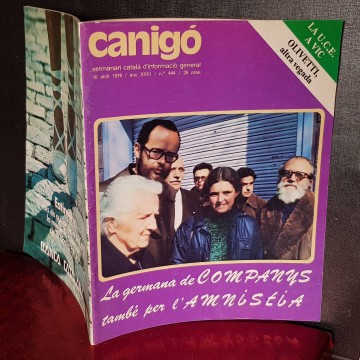 canigó
setmanari català d'informació general
10 abril 1976 / any XXXI / n.º 444 / 25 ptas.
LA U.C.E.
A VIC
OLIVETTI,
altra vegada
La germana de COMPANYS
també per l'AMNISTIA